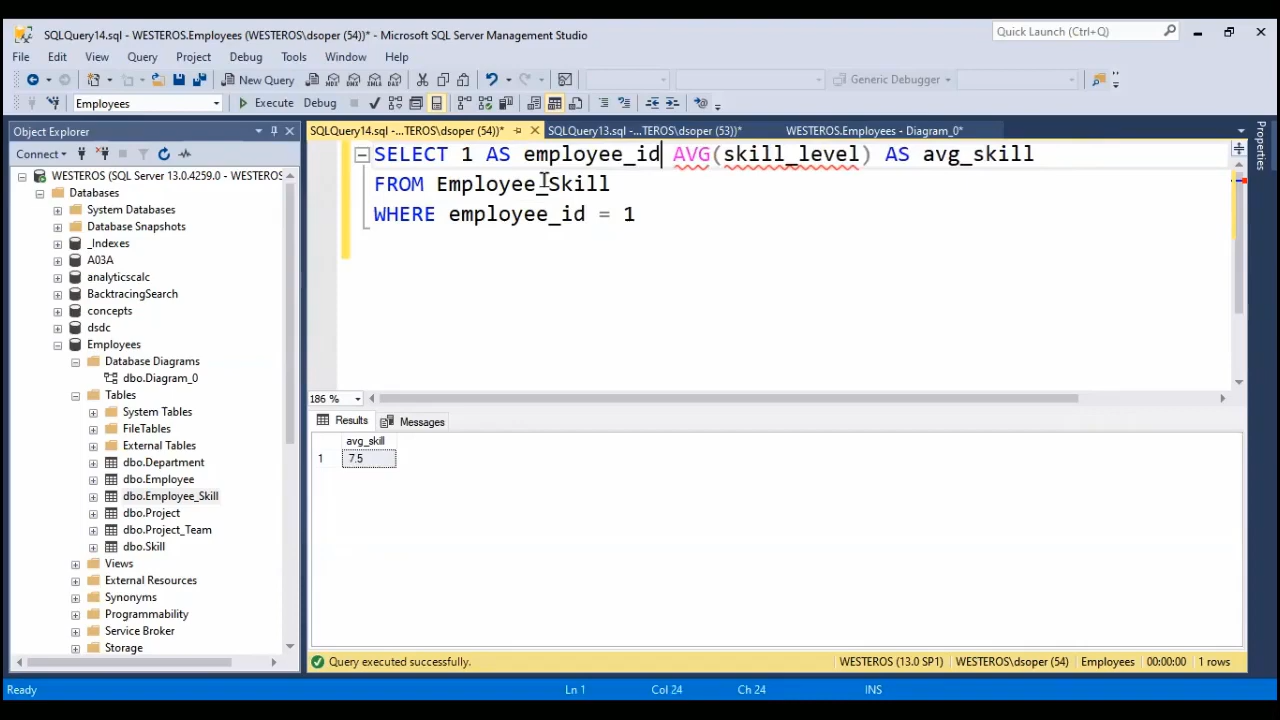 SQLQuery14.sql - WESTEROS.Employees (WESTEROS\dsoper (54))* - Microsoft SQL Server Management Studio
Quick Launch (Ctrl+Q)
File Edit View Query Project Debug Tools Window Help
New Query
Generic Debugger
Employees
Execute Debug
Object Explorer
SQLQuery14.sql -...TEROS\dsoper (54))*
SQLQuery13.sql -...TEROS\dsoper (53))*
WESTEROS.Employees - Diagram_0*
Properties
Connect
WESTEROS (SQL Server 13.0.4259.0 - WESTEROS
Databases
System Databases
Database Snapshots
_Indexes
A03A
analyticscalc
BacktracingSearch
concepts
dsdc
Employees
Database Diagrams
dbo.Diagram_0
Tables
System Tables
FileTables
External Tables
dbo.Department
dbo.Employee
dbo.Employee_Skill
dbo.Project
dbo.Project_Team
dbo.Skill
Views
External Resources
Synonyms
Programmability
Service Broker
Storage
SELECT 1 AS employee_id AVG(skill_level) AS avg_skill
FROM Employee_Skill
WHERE employee_id = 1
186 %
Results Messages
avg_skill
1 7.5
Query executed successfully.
WESTEROS (13.0 SP1) WESTEROS\dsoper (54) Employees 00:00:00 1 rows
Ready Ln 1 Col 24 Ch 24 INS